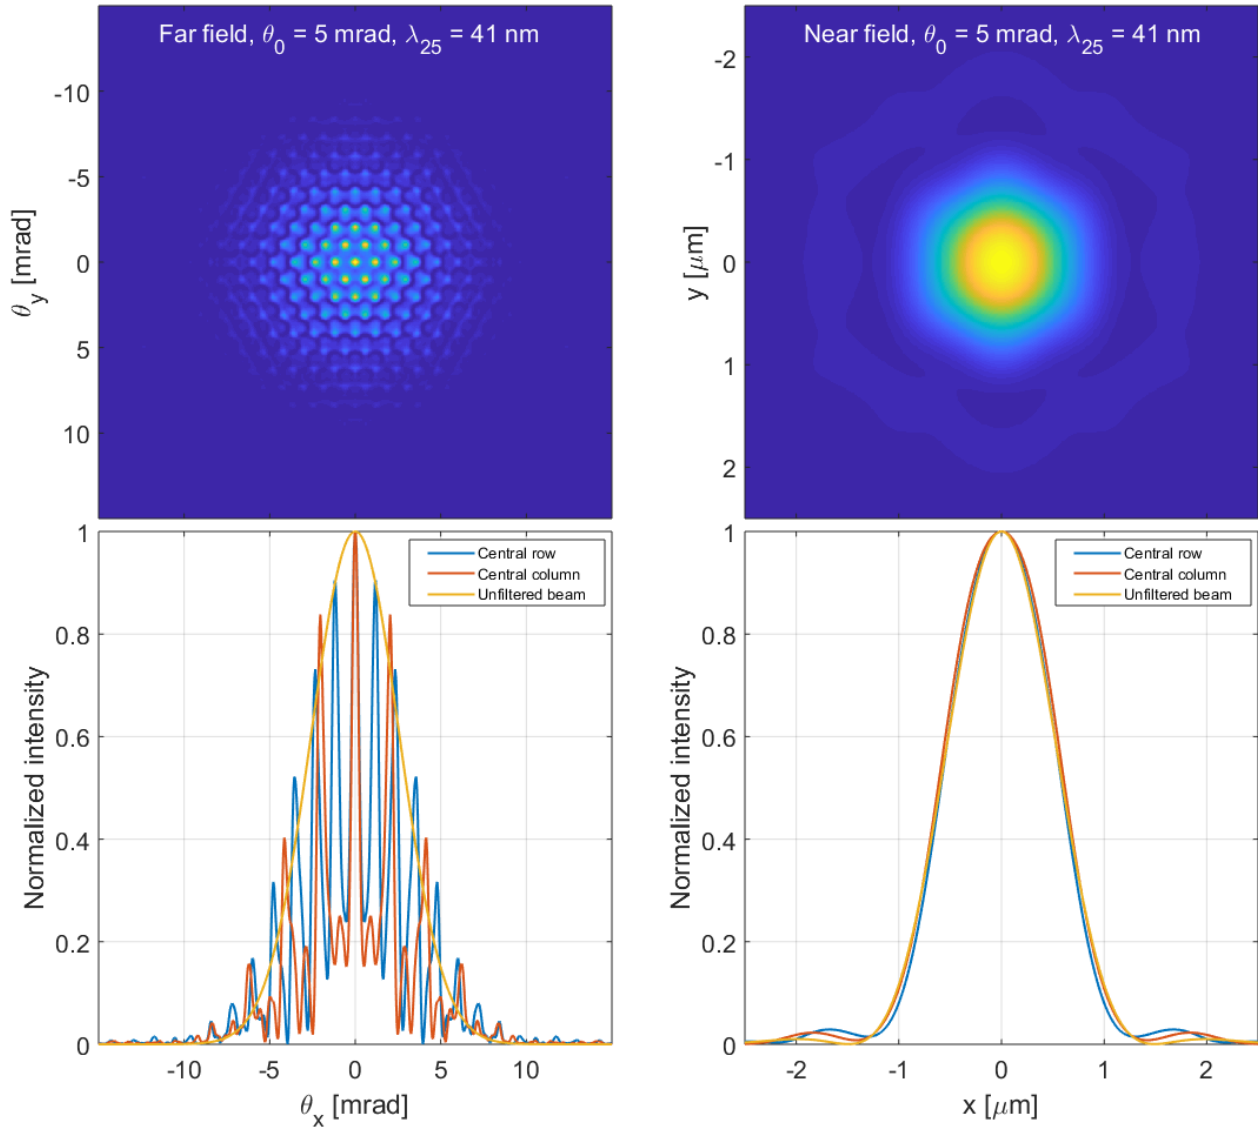 Far field, θ0 = 5 mrad, λ25 = 41 nm
-10
-5
0
5
10
θy [mrad]
Near field, θ0 = 5 mrad, λ25 = 41 nm
-2
-1
0
1
2
y [μm]
1
0.8
0.6
0.4
0.2
0
Normalized intensity
Central row
Central column
Unfiltered beam
-10 -5 0 5 10
θx [mrad]
1
0.8
0.6
0.4
0.2
0
Normalized intensity
Central row
Central column
Unfiltered beam
-2 -1 0 1 2
x [μm]